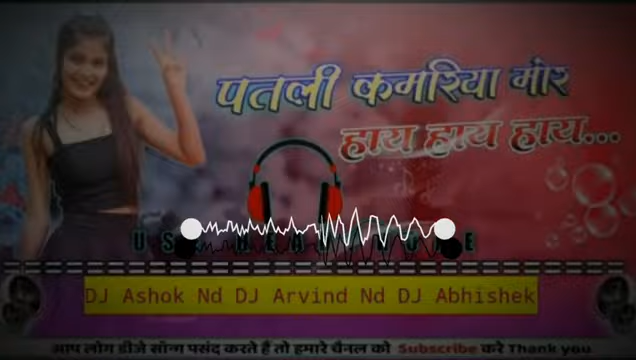 पतली कमरिया मोर
हाय हाय हाय...
DJ Ashok Nd DJ Arvind Nd DJ Abhishek
आप लोग डीजे सॉन्ग पसंद करते हैं तो हमारे चैनल को Subscribe करे Thank you